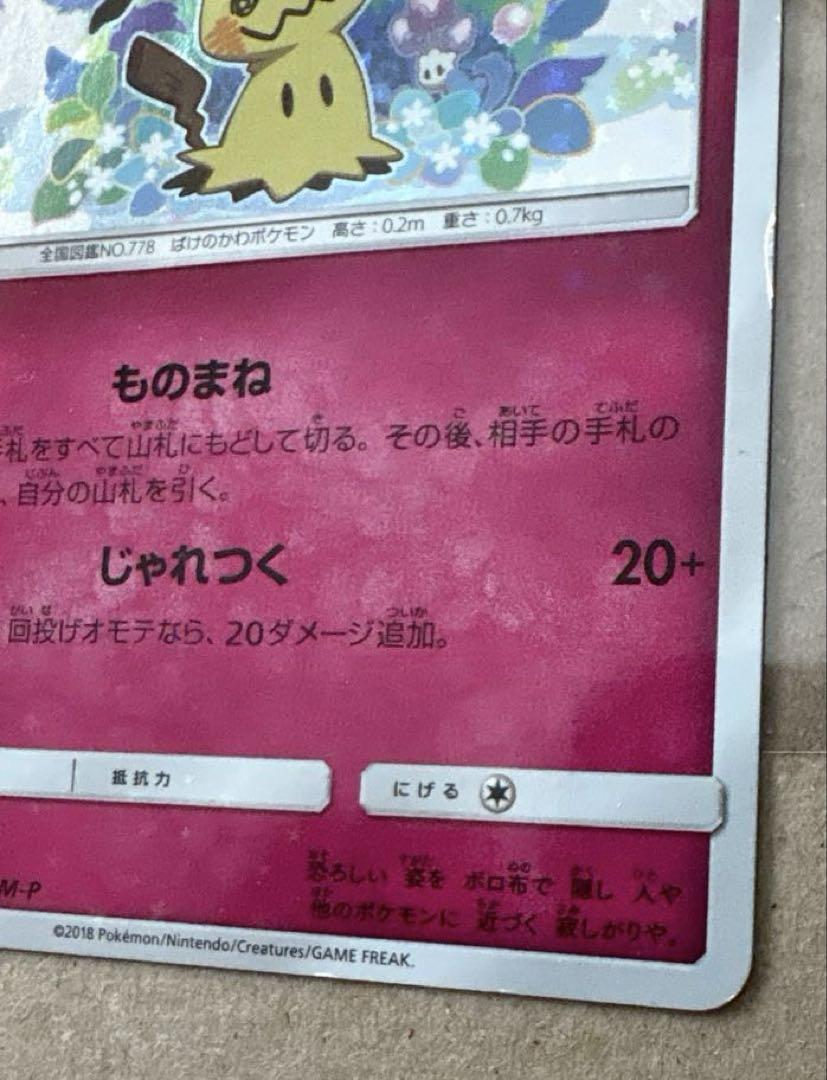 全国図鑑NO.778 ばけのかわポケモン 高さ:0.2m 重さ:0.7kg
ものまね
札をすべて山札にもどして切る。その後、相手の手札の
、自分の山札を引く。
じゃれつく 20+
回投げオモテなら、20ダメージ追加。
抵抗力 にげる
M-P
恐ろしい 姿を ボロ布で 隠し 人や
他のポケモンに 近づく 寂しがりや。
©2018 Pokémon/Nintendo/Creatures/GAME FREAK.